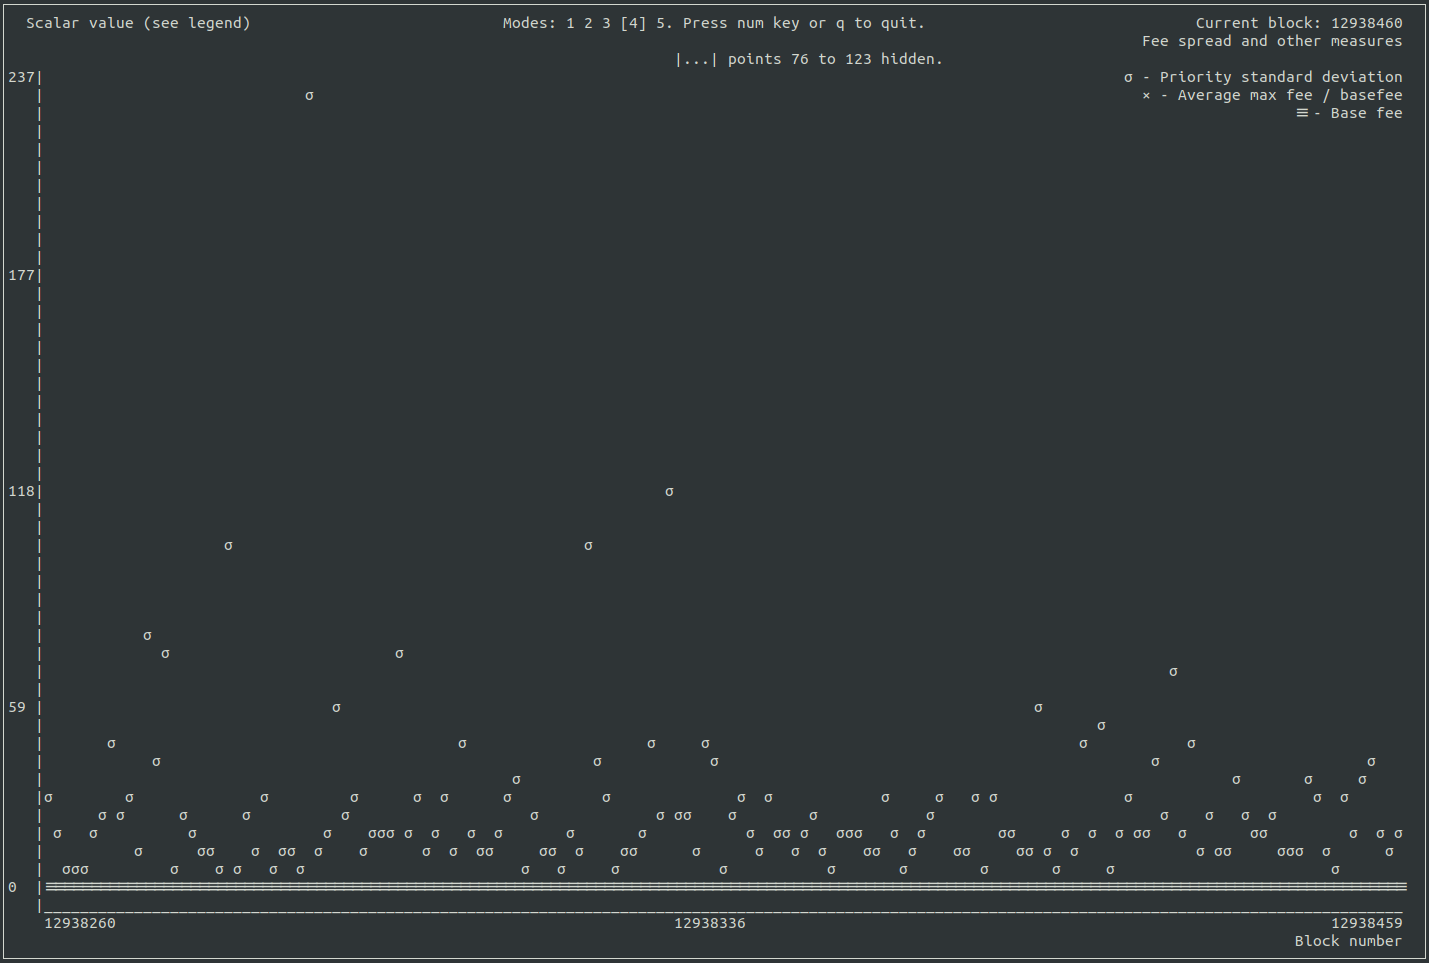 Scalar value (see legend) Modes: 1 2 3 [4] 5. Press num key or q to quit. Current block: 12938460
Fee spread and other measures
|...| points 76 to 123 hidden.
237 σ - Priority standard deviation
× - Average max fee / basefee
≡ - Base fee
177
118
59
0
12938260 12938336 12938459
Block number